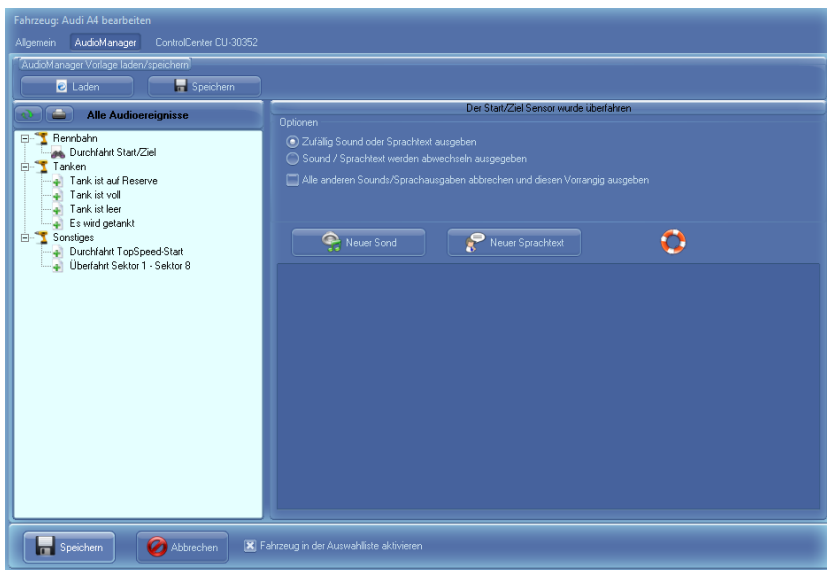 Fahrzeug: Audi A4 bearbeiten
Allgemein AudioManager ControlCenter CU-30352
AudioManager Vorlage laden/speichern
Laden Speichern
Alle Audioereignisse
Rennbahn
Durchfahrt Start/Ziel
Tanken
Tank ist auf Reserve
Tank ist voll
Tank ist leer
Es wird getankt
Sonstiges
Durchfahrt TopSpeed-Start
Überfahrt Sektor 1 - Sektor 8
Der Start/Ziel Sensor wurde überfahren
Optionen
Zufällig Sound oder Sprachtext ausgeben
Sound / Sprachtext werden abwechseln ausgegeben
Alle anderen Sounds/Sprachausgaben abbrechen und diesen Vorrangig ausgeben
Neuer Sond Neuer Sprachtext
Speichern Abbrechen Fahrzeug in der Auswahlliste aktivieren